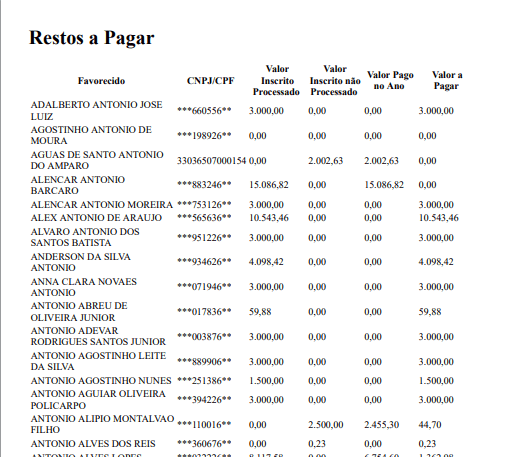 Restos a Pagar
Favorecido CNPJ/CPF Valor Inscrito Processado Valor Inscrito não Processado Valor Pago no Ano Valor a Pagar
ADALBERTO ANTONIO JOSE LUIZ ***660556** 3.000,00 0,00 0,00 3.000,00
AGOSTINHO ANTONIO DE MOURA ***198926** 0,00 0,00 0,00 0,00
AGUAS DE SANTO ANTONIO DO AMPARO 33036507000154 0,00 2.002,63 2.002,63 0,00
ALENCAR ANTONIO BARCARO ***883246** 15.086,82 0,00 15.086,82 0,00
ALENCAR ANTONIO MOREIRA ***753126** 3.000,00 0,00 0,00 3.000,00
ALEX ANTONIO DE ARAUJO ***565636** 10.543,46 0,00 0,00 10.543,46
ALVARO ANTONIO DOS SANTOS BATISTA ***951226** 3.000,00 0,00 0,00 3.000,00
ANDERSON DA SILVA ANTONIO ***934626** 4.098,42 0,00 0,00 4.098,42
ANNA CLARA NOVAES ANTONIO ***071946** 3.000,00 0,00 0,00 3.000,00
ANTONIO ABREU DE OLIVEIRA JUNIOR ***017836** 59,88 0,00 0,00 59,88
ANTONIO ADEVAR RODRIGUES SANTOS JUNIOR ***003876** 3.000,00 0,00 0,00 3.000,00
ANTONIO AGOSTINHO LEITE DA SILVA ***889906** 3.000,00 0,00 0,00 3.000,00
ANTONIO AGOSTINHO NUNES ***251386** 1.500,00 0,00 0,00 1.500,00
ANTONIO AGUIAR OLIVEIRA POLICARPO ***394226** 3.000,00 0,00 0,00 3.000,00
ANTONIO ALIPIO MONTALVAO FILHO ***110016** 0,00 2.500,00 2.455,30 44,70
ANTONIO ALVES DOS REIS ***360676** 0,00 0,23 0,00 0,23
ANTONIO ALVES LOPES